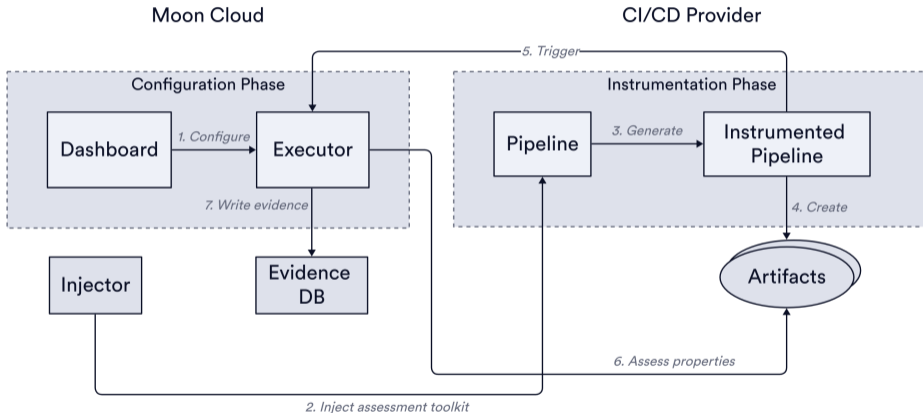 Moon Cloud
CI/CD Provider
5. Trigger
Configuration Phase
Instrumentation Phase
Dashboard
1. Configure
Executor
Pipeline
3. Generate
Instrumented
Pipeline
7. Write evidence
4. Create
Injector
Evidence
DB
Artifacts
6. Assess properties
2. Inject assessment toolkit